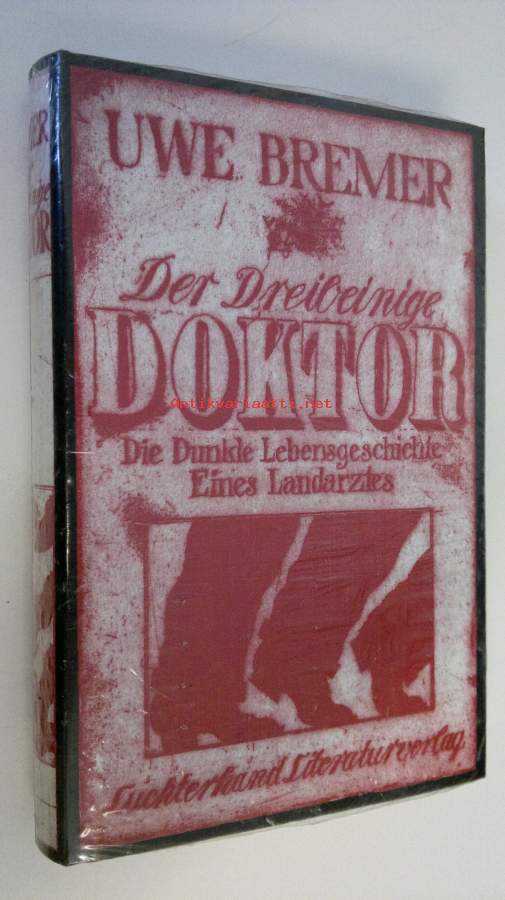 UWE BREMER
Der Dreibeinige
DOKTOR
antikvariaatti.net
Die Dunkle Lebensgeschichte
Eines Landarztes
Luchterhand Literaturverlag